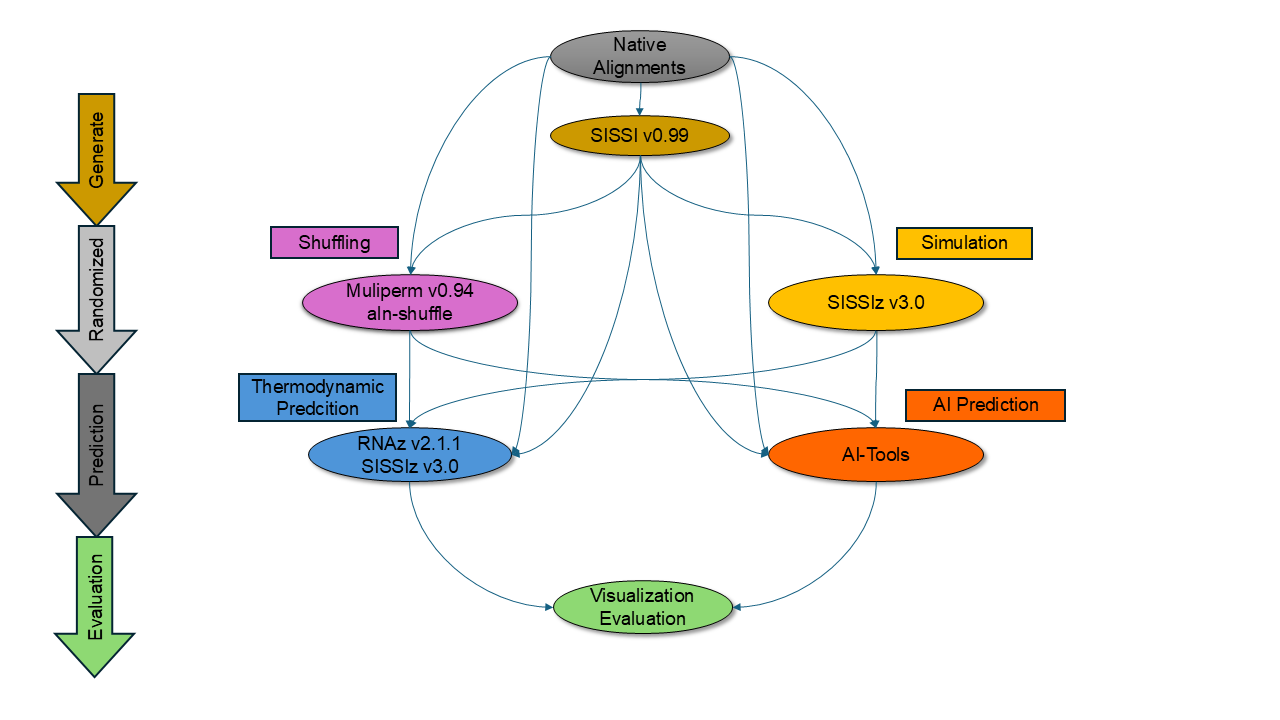 Native
Alignments
SISSI v0.99
Generate
Shuffling
Simulation
Randomized
Muliperm v0.94
aln-shuffle
SISSIz v3.0
Thermodynamic
Predcition
AI Prediction
Prediction
RNAz v2.1.1
SISSIz v3.0
AI-Tools
Evaluation
Visualization
Evaluation